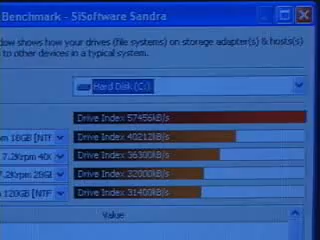 Benchmark - SiSoftware Sandra
dow shows how your drives (file systems) on storage adapter(s) & hosts(s)
to other devices in a typical system.
Hard Disk (C:)
Drive Index 57456kB/s
m 18GB [NTF Drive Index 40212kB/s
7.2Krpm 40G Drive Index 36300kB/s
7.2Krpm 20GB Drive Index 32000kB/s
m 120GB [NTF Drive Index 31400kB/s
Value